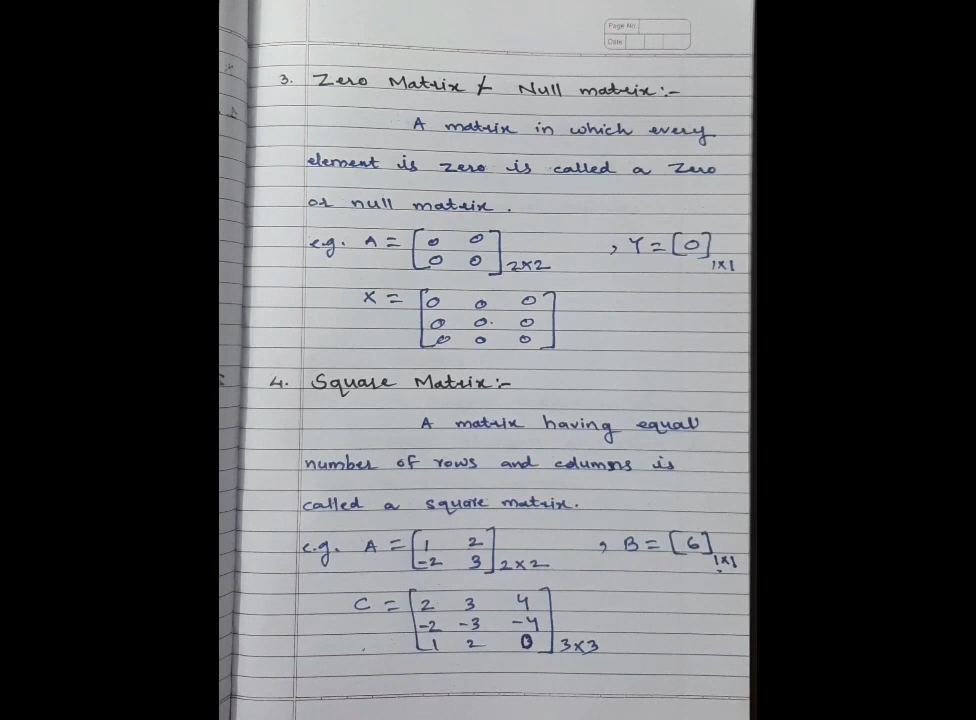 Page No.
Date
3. Zero Matrix / Null matrix:-
A matrix in which every
element is zero is called a zero
or null matrix.
e.g. A = [0 0
0 0]2×2 , Y = [0]1×1
X = [0 0 0
0 0 0
0 0 0]
4. Square Matrix:-
A matrix having equal
number of rows and columns is
called a square matrix.
e.g. A = [1 2
-2 3]2×2 , B = [6]1×1
C = [2 3 4
-2 -3 -4
1 2 0]3×3